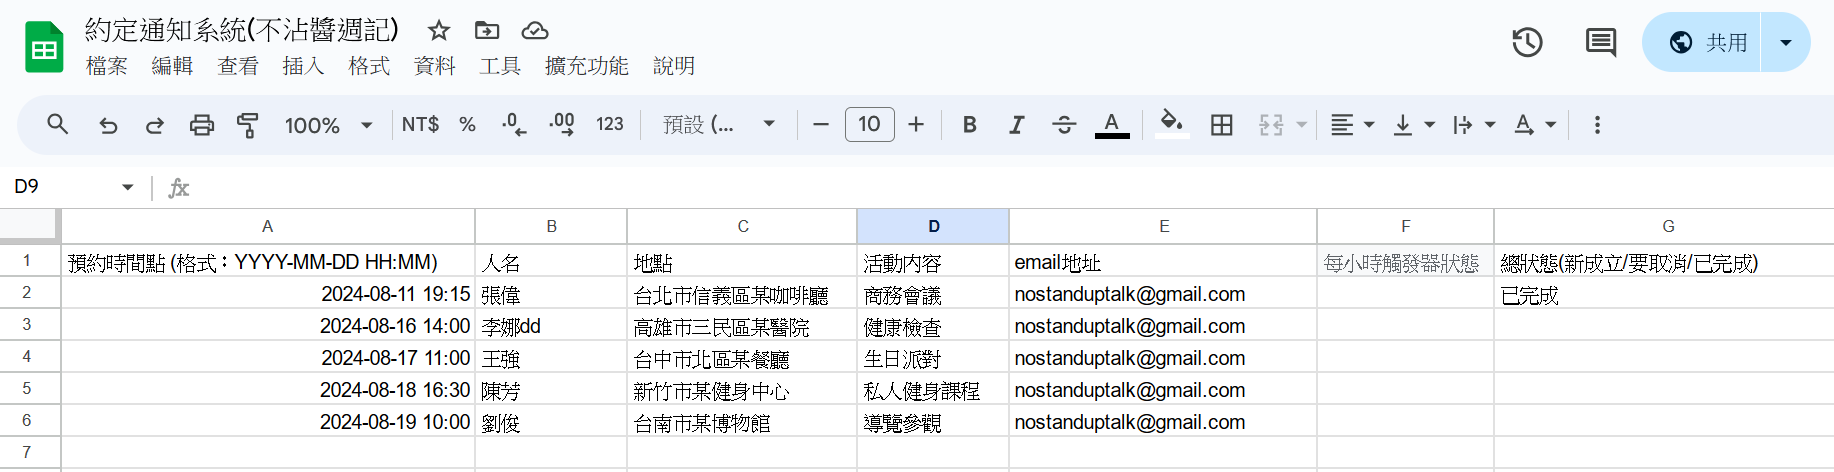 約定通知系統(不沾醬週記)
檔案 編輯 查看 插入 格式 資料 工具 擴充功能 說明
共用
100% NT$ % .0 .00 123 預設 (... 10 B I A A
D9 fx
A B C D E F G
1 預約時間點 (格式：YYYY-MM-DD HH:MM) 人名 地點 活動內容 email地址 每小時觸發器狀態 總狀態(新成立/要取消/已完成)
2 2024-08-11 19:15 張偉 台北市信義區某咖啡廳 商務會議 nostanduptalk@gmail.com 已完成
3 2024-08-16 14:00 李娜dd 高雄市三民區某醫院 健康檢查 nostanduptalk@gmail.com
4 2024-08-17 11:00 王強 台中市北區某餐廳 生日派對 nostanduptalk@gmail.com
5 2024-08-18 16:30 陳芳 新竹市某健身中心 私人健身課程 nostanduptalk@gmail.com
6 2024-08-19 10:00 劉俊 台南市某博物館 導覽參觀 nostanduptalk@gmail.com
7